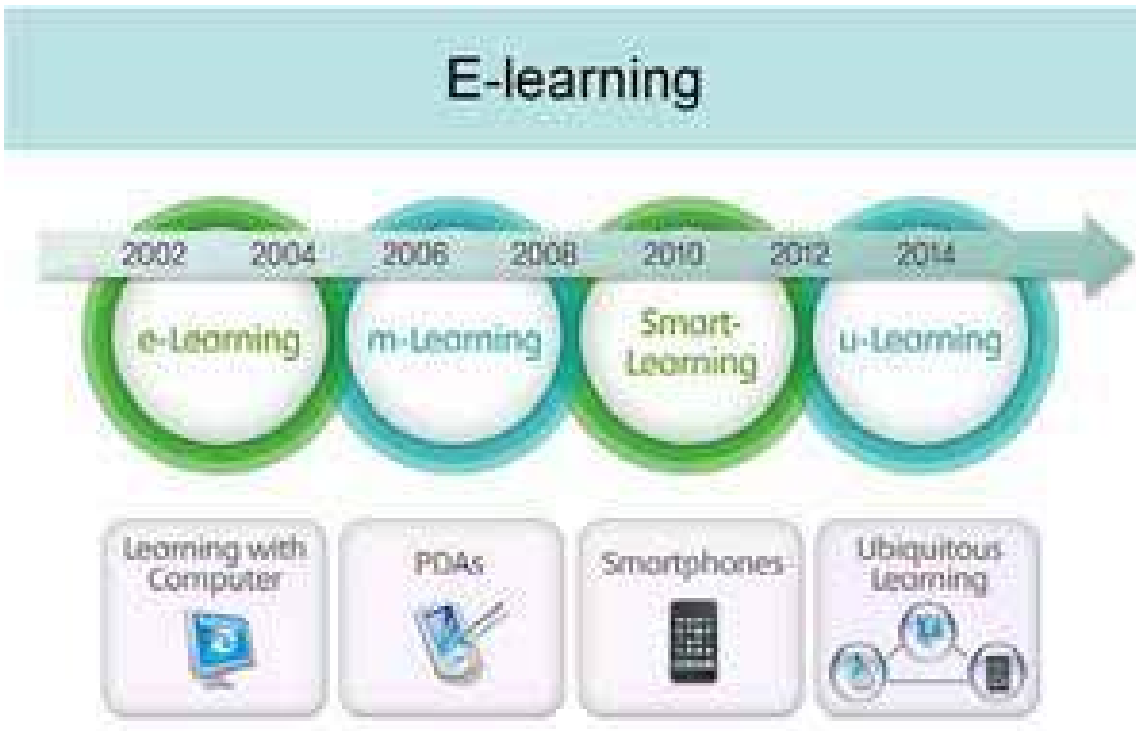 E-learning
2002 2004 2006 2008 2010 2012 2014
e-Learning
m-Learning
Smart-
Learning
u-Learning
Learning with
Computer
PDAs
Smartphones
Ubiquitous
Learning